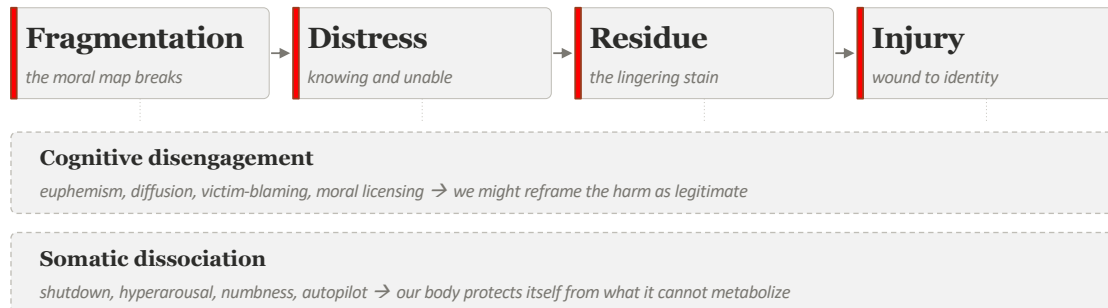 Fragmentation
the moral map breaks
Distress
knowing and unable
Residue
the lingering stain
Injury
wound to identity
Cognitive disengagement
euphemism, diffusion, victim-blaming, moral licensing → we might reframe the harm as legitimate
Somatic dissociation
shutdown, hyperarousal, numbness, autopilot → our body protects itself from what it cannot metabolize